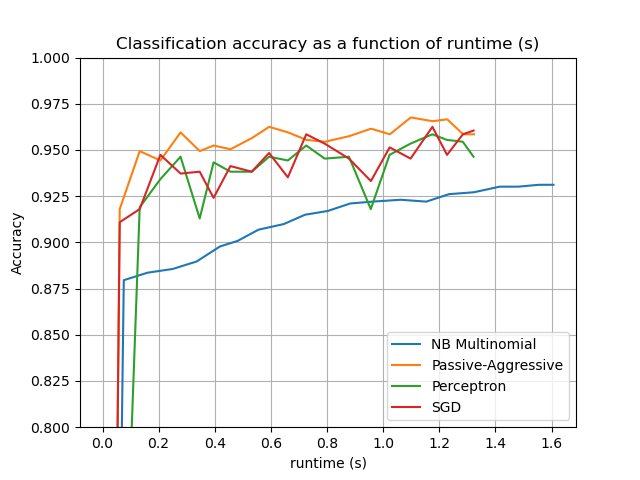 Classification accuracy as a function of runtime (s)
1.000
0.975
0.950
0.925
0.900
0.875
0.850
0.825
0.800
Accuracy
NB Multinomial
Passive-Aggressive
Perceptron
SGD
0.0 0.2 0.4 0.6 0.8 1.0 1.2 1.4 1.6
runtime (s)